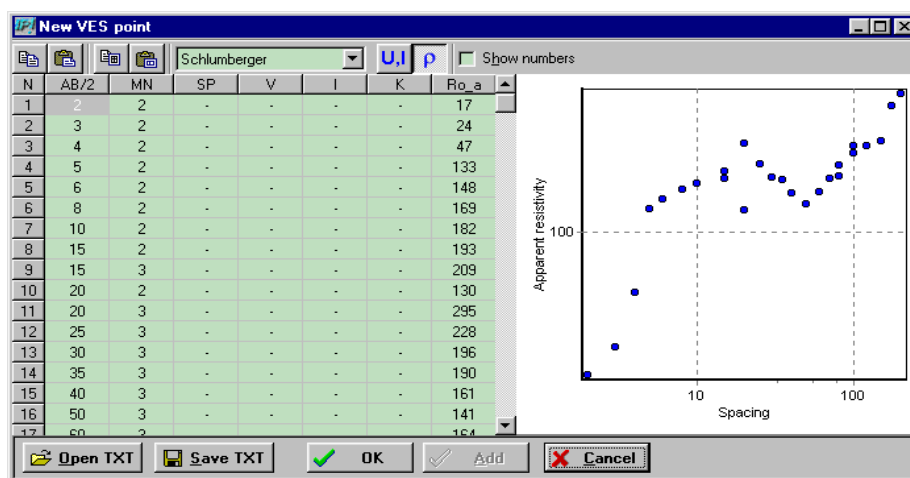 New VES point
Schlumberger U,I ρ Show numbers
N AB/2 MN SP V I K Ro_a
1 2 2 - - - - 17
2 3 2 - - - - 24
3 4 2 - - - - 47
4 5 2 - - - - 133
5 6 2 - - - - 148
6 8 2 - - - - 169
7 10 2 - - - - 182
8 15 2 - - - - 193
9 15 3 - - - - 209
10 20 2 - - - - 130
11 20 3 - - - - 295
12 25 3 - - - - 228
13 30 3 - - - - 196
14 35 3 - - - - 190
15 40 3 - - - - 161
16 50 3 - - - - 141
17 60 3 164
Apparent resistivity
100
10 100
Spacing
Open TXT Save TXT OK Add Cancel